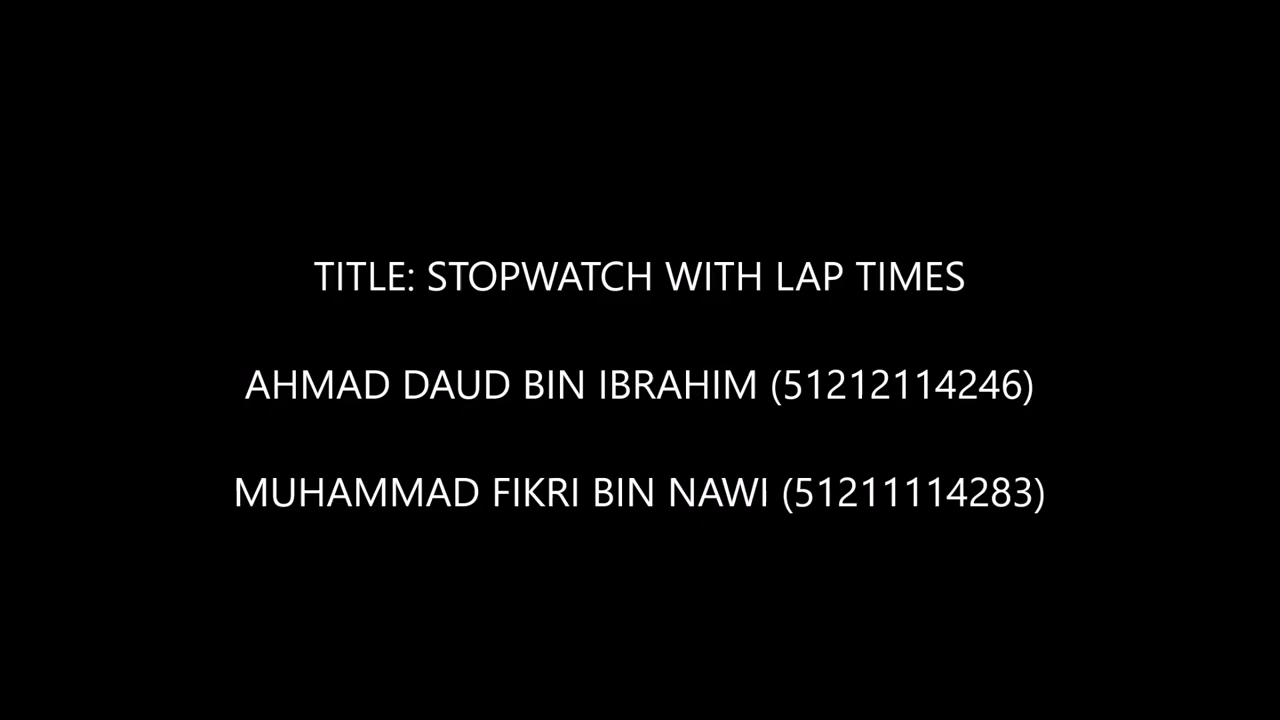 TITLE: STOPWATCH WITH LAP TIMES
AHMAD DAUD BIN IBRAHIM (51212114246)
MUHAMMAD FIKRI BIN NAWI (51211114283)